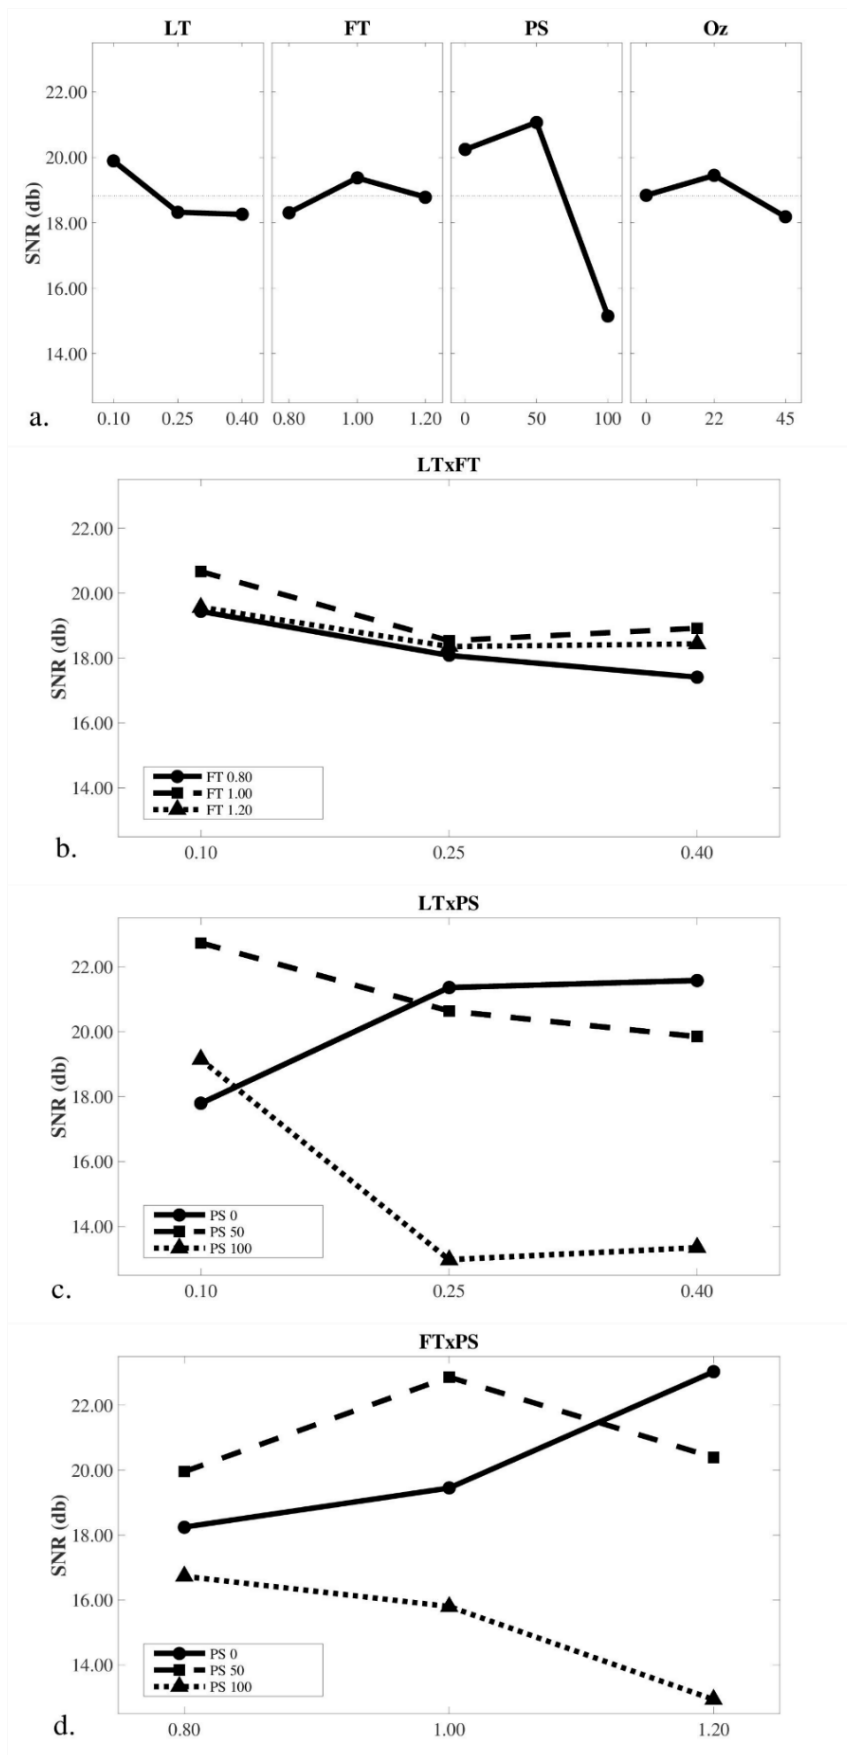 LT FT PS Oz
22.00
20.00
18.00
16.00
14.00
SNR (db)
0.10 0.25 0.40 0.80 1.00 1.20 0 50 100 0 22 45
a.
LTxFT
22.00
20.00
18.00
16.00
14.00
SNR (db)
FT 0.80
FT 1.00
FT 1.20
0.10 0.25 0.40
b.
LTxPS
22.00
20.00
18.00
16.00
14.00
SNR (db)
PS 0
PS 50
PS 100
0.10 0.25 0.40
c.
FTxPS
22.00
20.00
18.00
16.00
14.00
SNR (db)
PS 0
PS 50
PS 100
0.80 1.00 1.20
d.